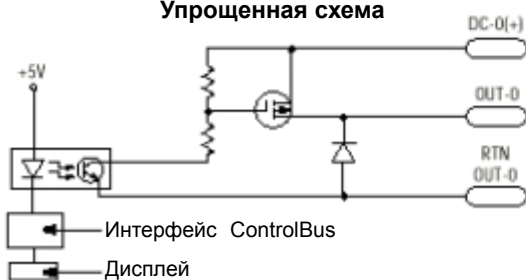 Упрощенная схема
DC-0(+)
+5V
OUT-0
RTN
OUT-0
Интерфейс ControlBus
Дисплей